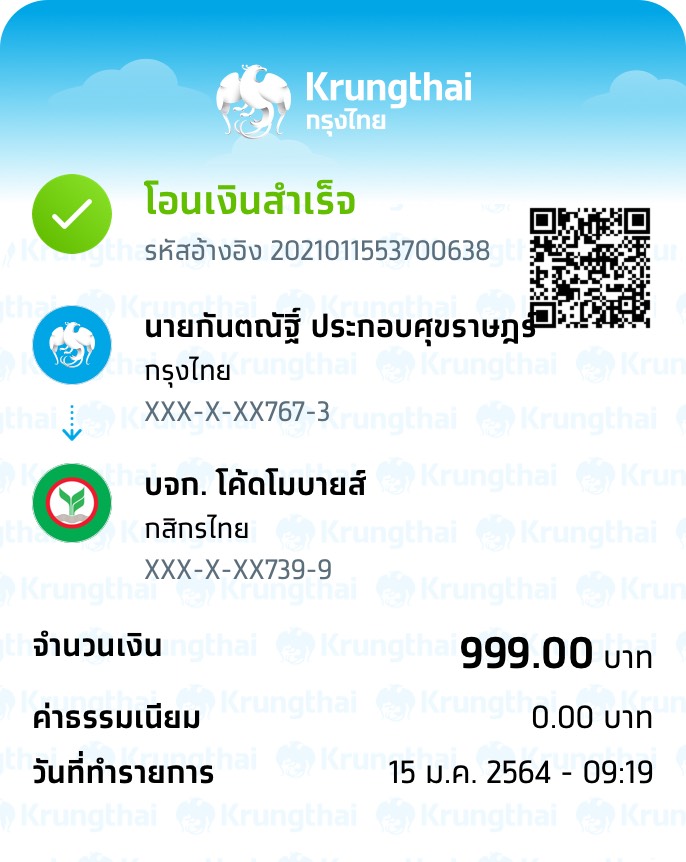 Krungthai
กรุงไทย
โอนเงินสำเร็จ
รหัสอ้างอิง 2021011553700638
นายกันตณัฐิ์ ประกอบศุขราษฎร์
กรุงไทย
XXX-X-XX767-3
บจก. โค้ดโมบายส์
กสิกรไทย
XXX-X-XX739-9
จำนวนเงิน 999.00 บาท
ค่าธรรมเนียม 0.00 บาท
วันที่ทำรายการ 15 ม.ค. 2564 - 09:19